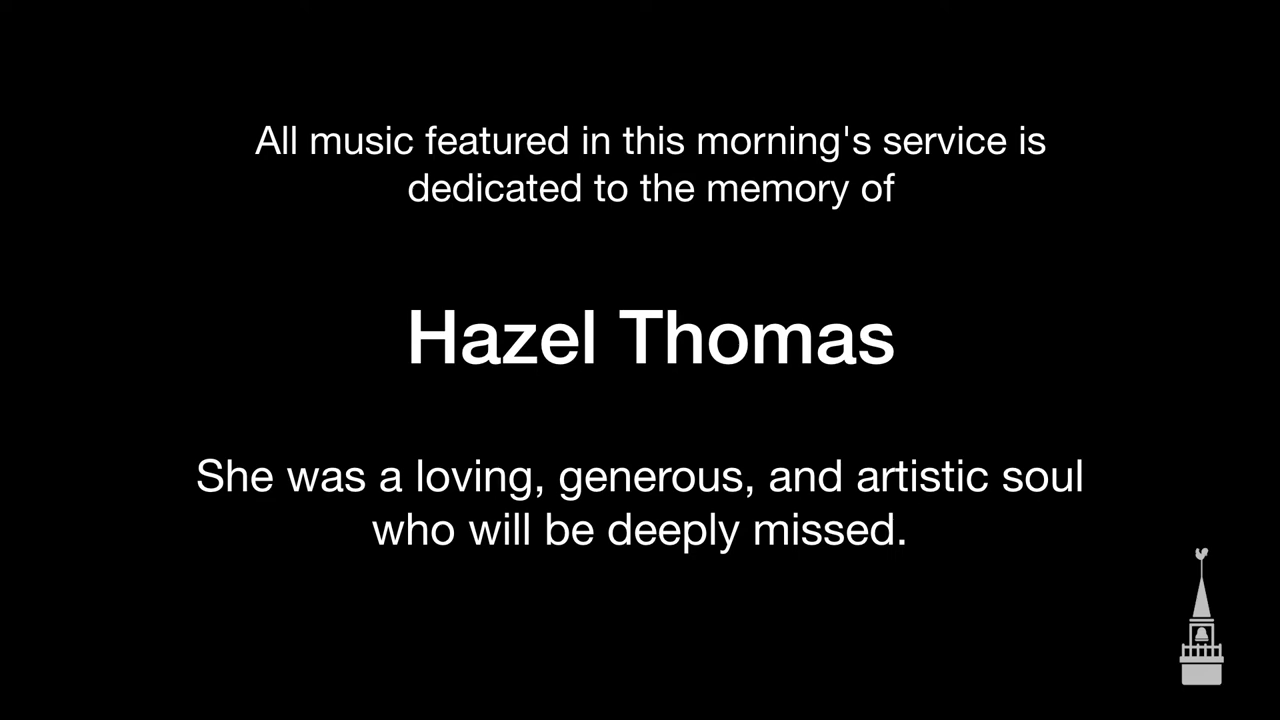 All music featured in this morning's service is
dedicated to the memory of
Hazel Thomas
She was a loving, generous, and artistic soul
who will be deeply missed.